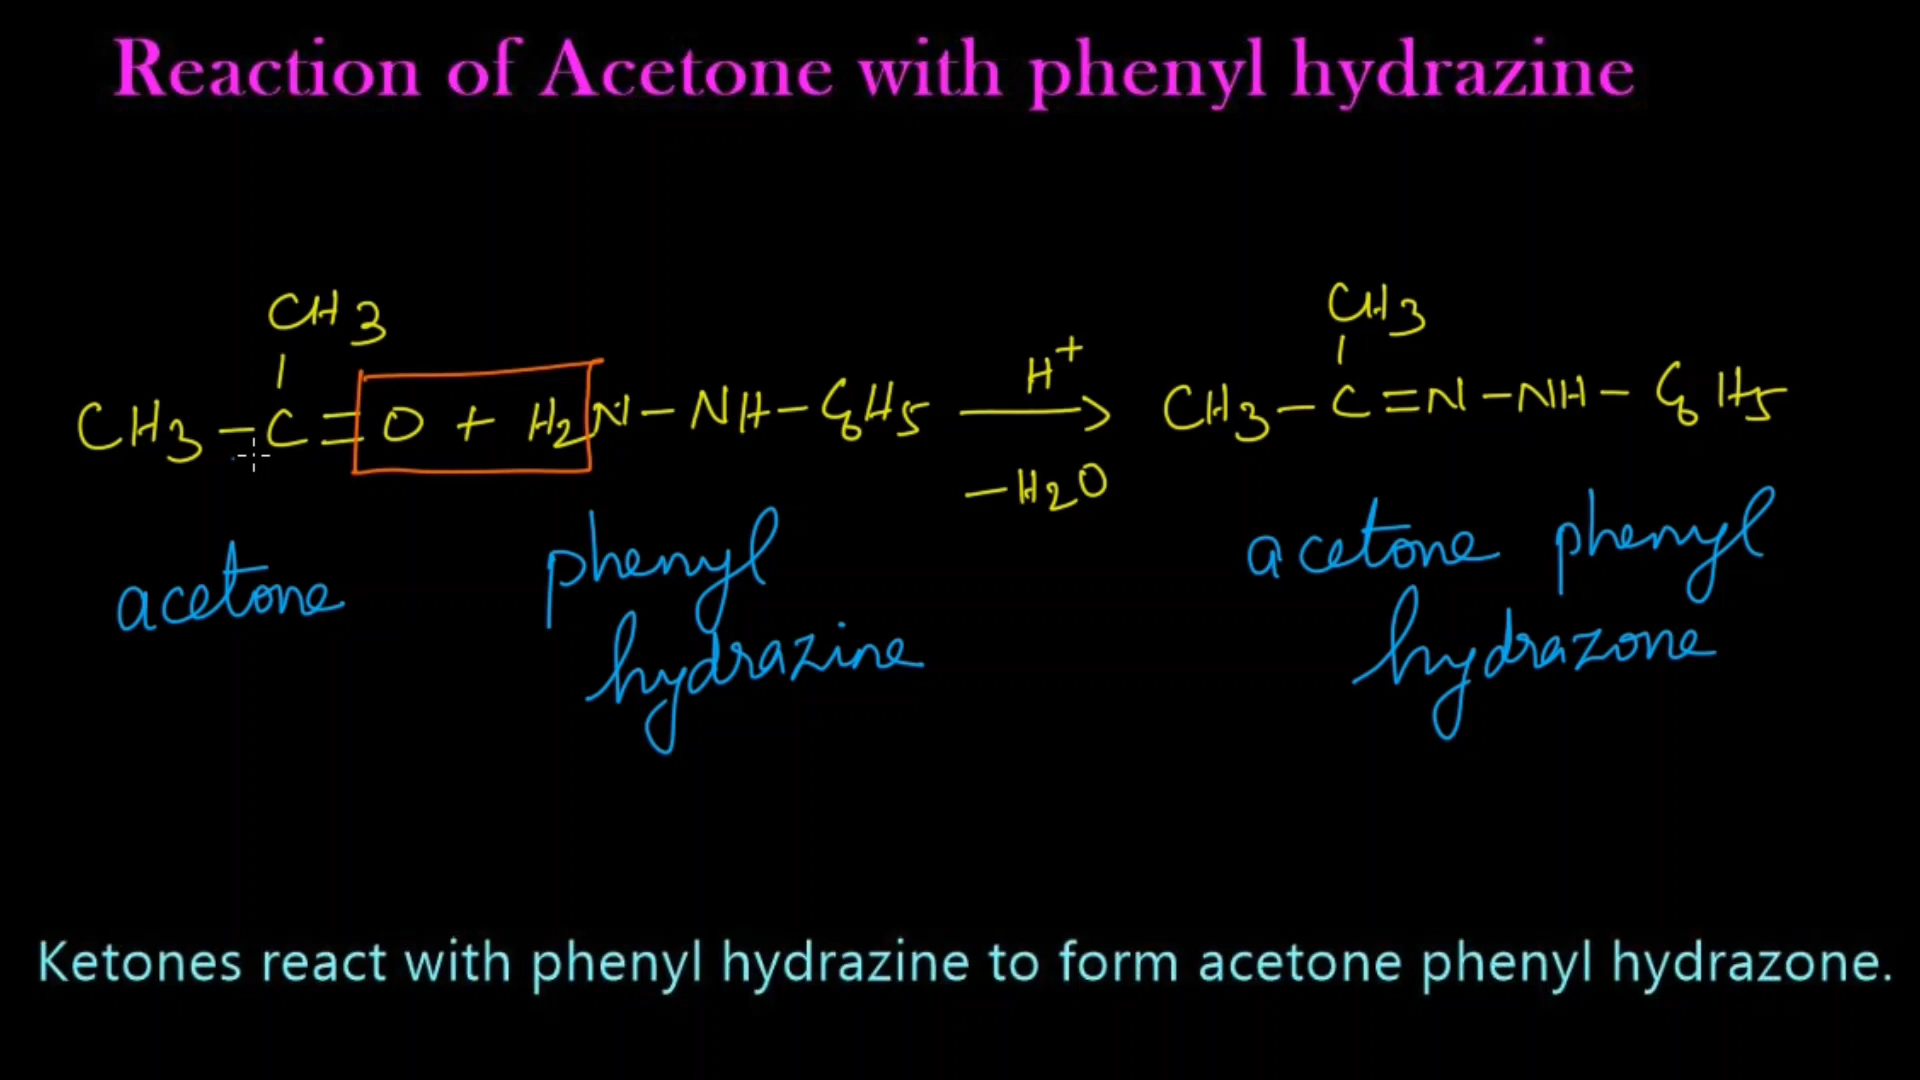 Reaction of Acetone with phenyl hydrazine
CH3 CH3
CH3-C=O + H2N-NH-C6H5 H+ CH3-C=N-NH-C6H5
-H2O
acetone phenyl hydrazine acetone phenyl hydrazone
Ketones react with phenyl hydrazine to form acetone phenyl hydrazone.